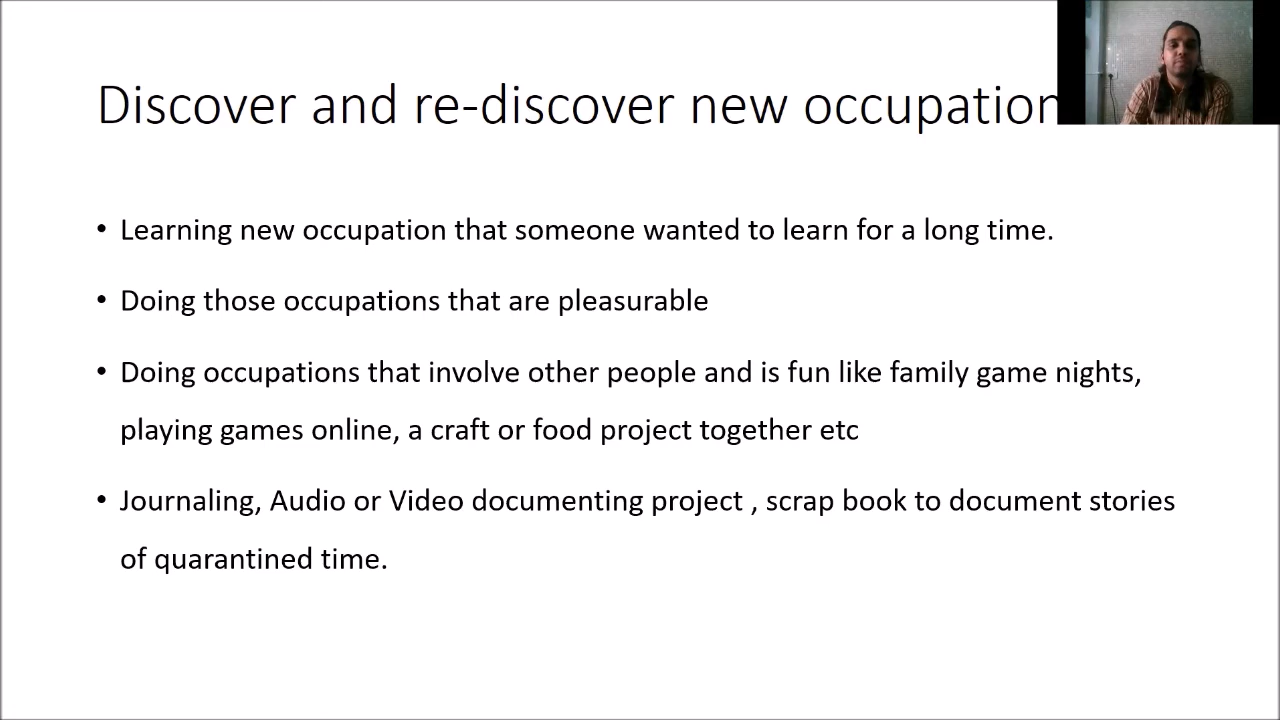 Discover and re-discover new occupation
• Learning new occupation that someone wanted to learn for a long time.
• Doing those occupations that are pleasurable
• Doing occupations that involve other people and is fun like family game nights,
playing games online, a craft or food project together etc
• Journaling, Audio or Video documenting project , scrap book to document stories
of quarantined time.